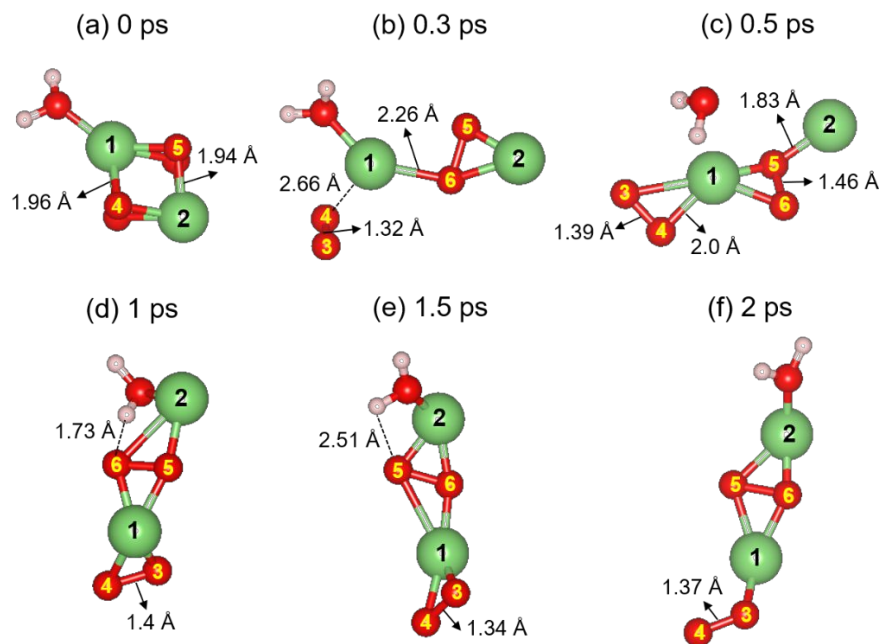 (a) 0 ps
(b) 0.3 ps
(c) 0.5 ps
1
5
1.94 Å
1.96 Å
4
2
2.26 Å
5
1
2
6
2.66 Å
4
1.32 Å
3
1.83 Å
2
5
1
1.46 Å
3
6
4
1.39 Å
2.0 Å
(d) 1 ps
(e) 1.5 ps
(f) 2 ps
2
1.73 Å
6
5
1
3
4
1.4 Å
2
2.51 Å
5
6
1
3
4
1.34 Å
2
5
6
1
1.37 Å
3
4